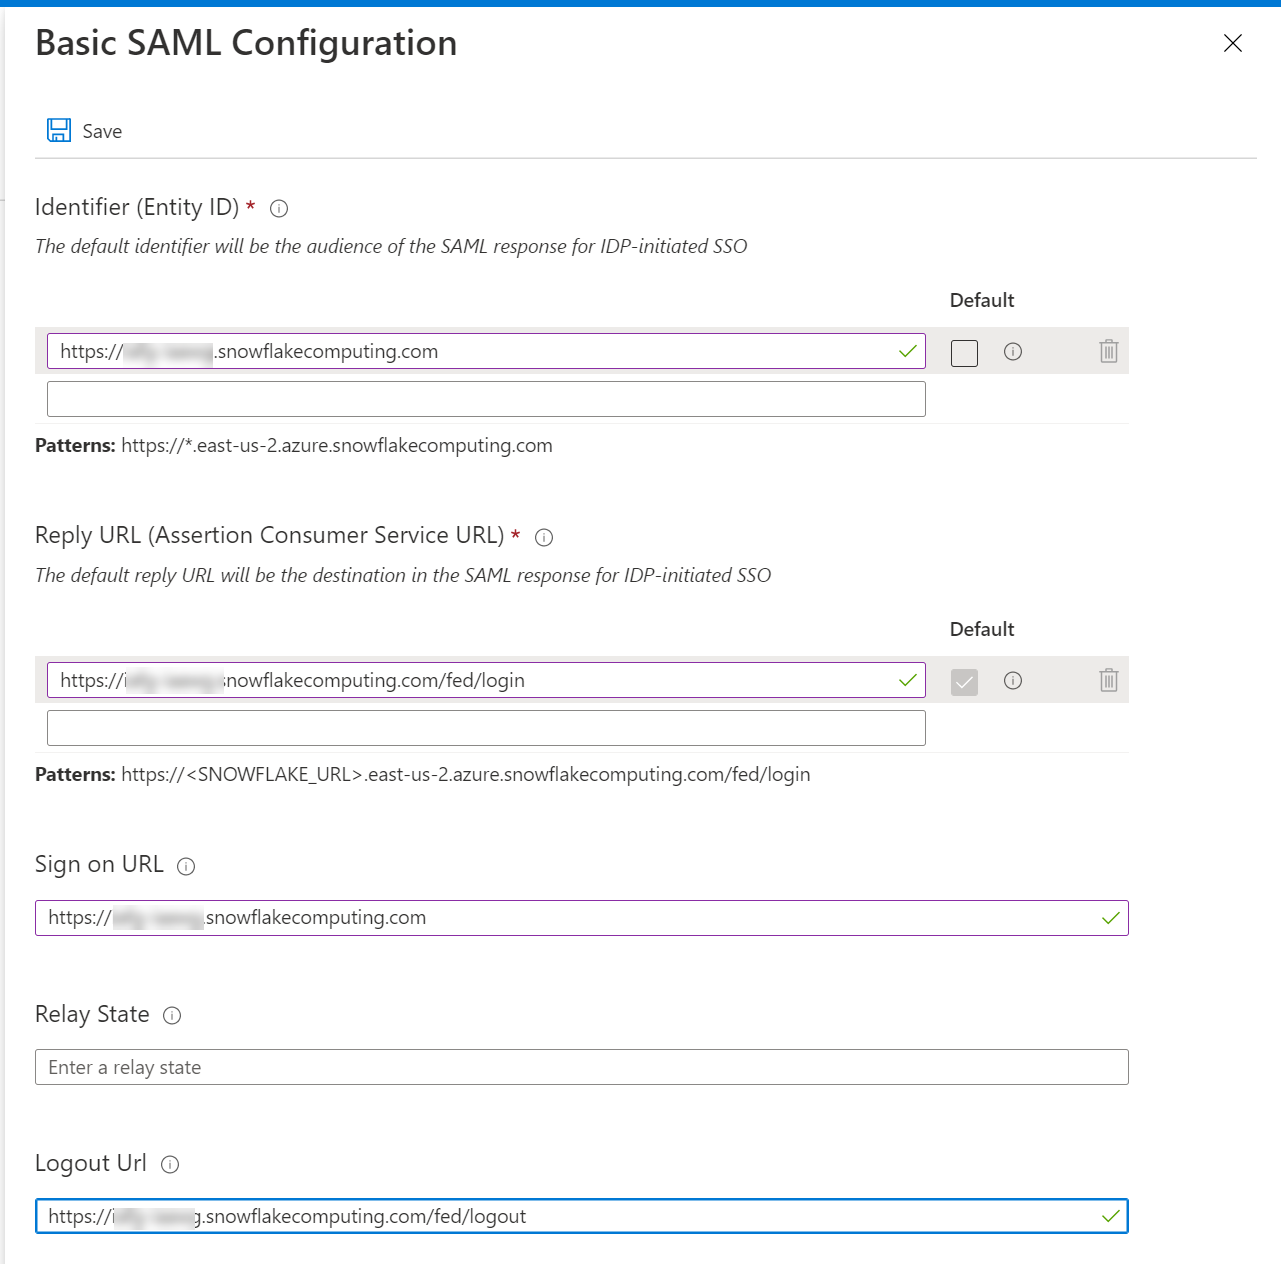 Basic SAML Configuration
Save
Identifier (Entity ID) *
The default identifier will be the audience of the SAML response for IDP-initiated SSO
Default
https:// .snowflakecomputing.com
Patterns: https://*.east-us-2.azure.snowflakecomputing.com
Reply URL (Assertion Consumer Service URL) *
The default reply URL will be the destination in the SAML response for IDP-initiated SSO
Default
https:// snowflakecomputing.com/fed/login
Patterns: https://<SNOWFLAKE_URL>.east-us-2.azure.snowflakecomputing.com/fed/login
Sign on URL
https:// .snowflakecomputing.com
Relay State
Enter a relay state
Logout Url
https:// .snowflakecomputing.com/fed/logout